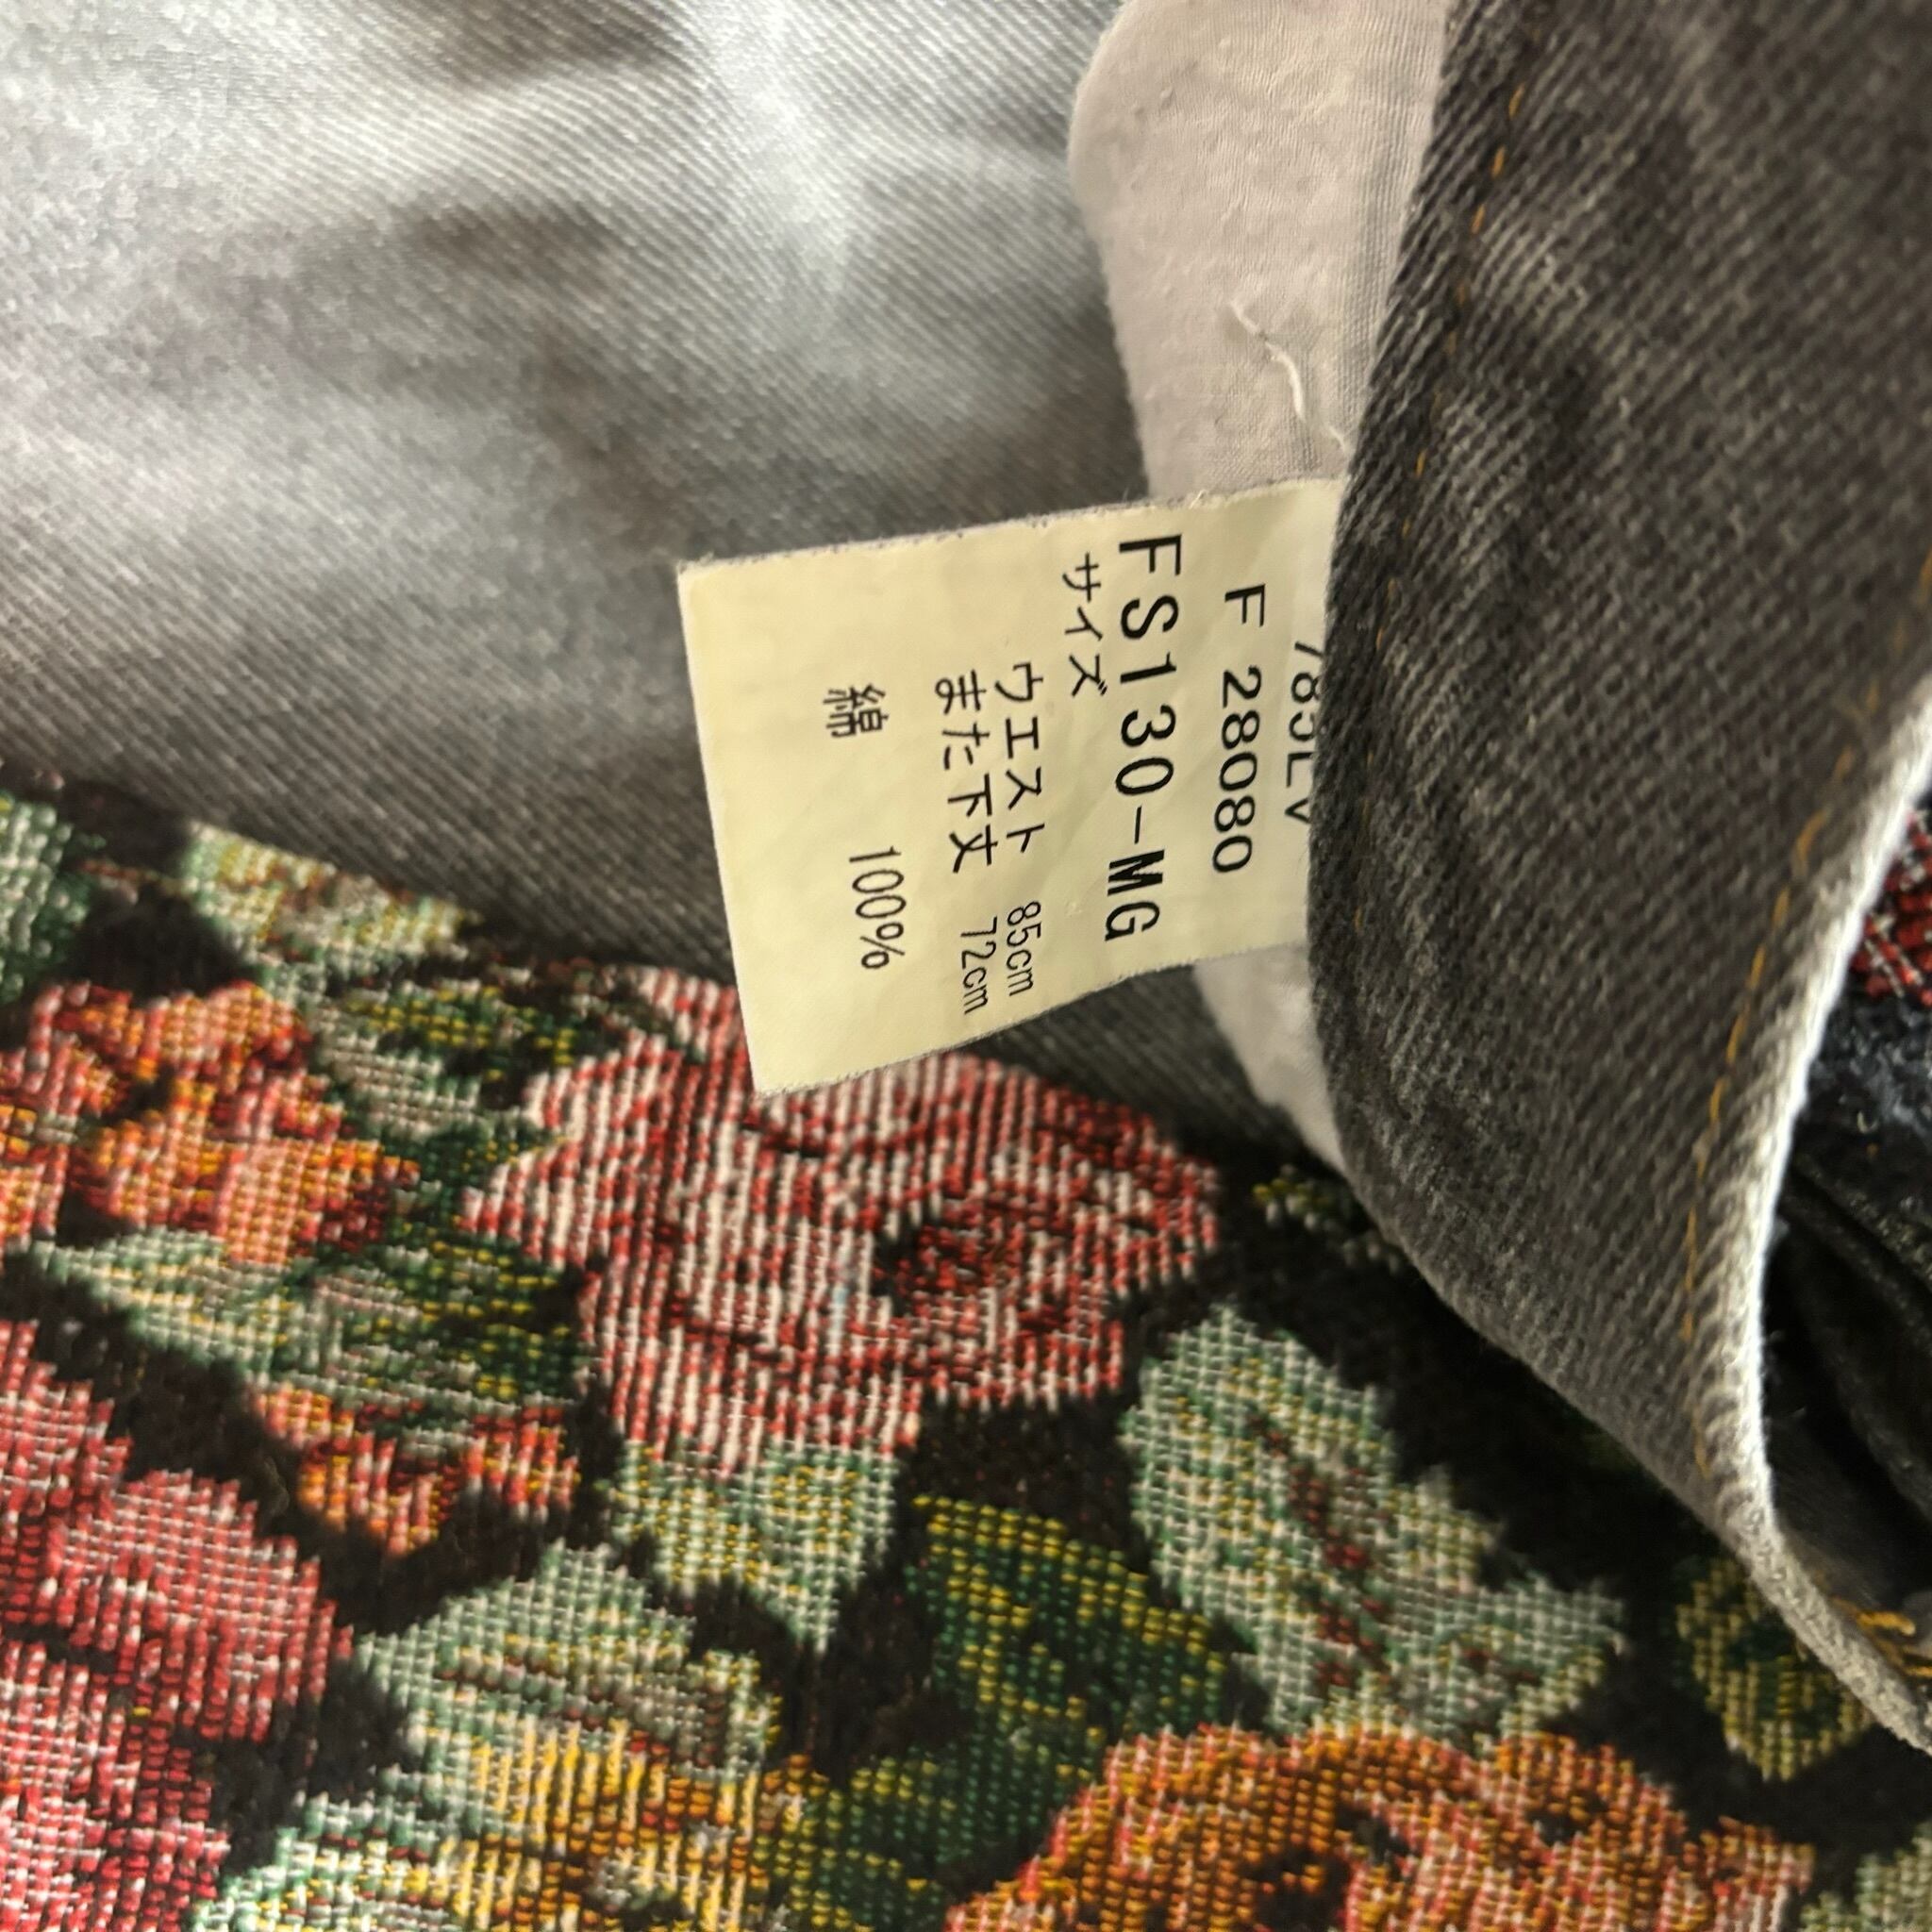 F 28080
FS130-MG
サイズ
ウエスト 85cm
また下丈 72cm
綿 100%